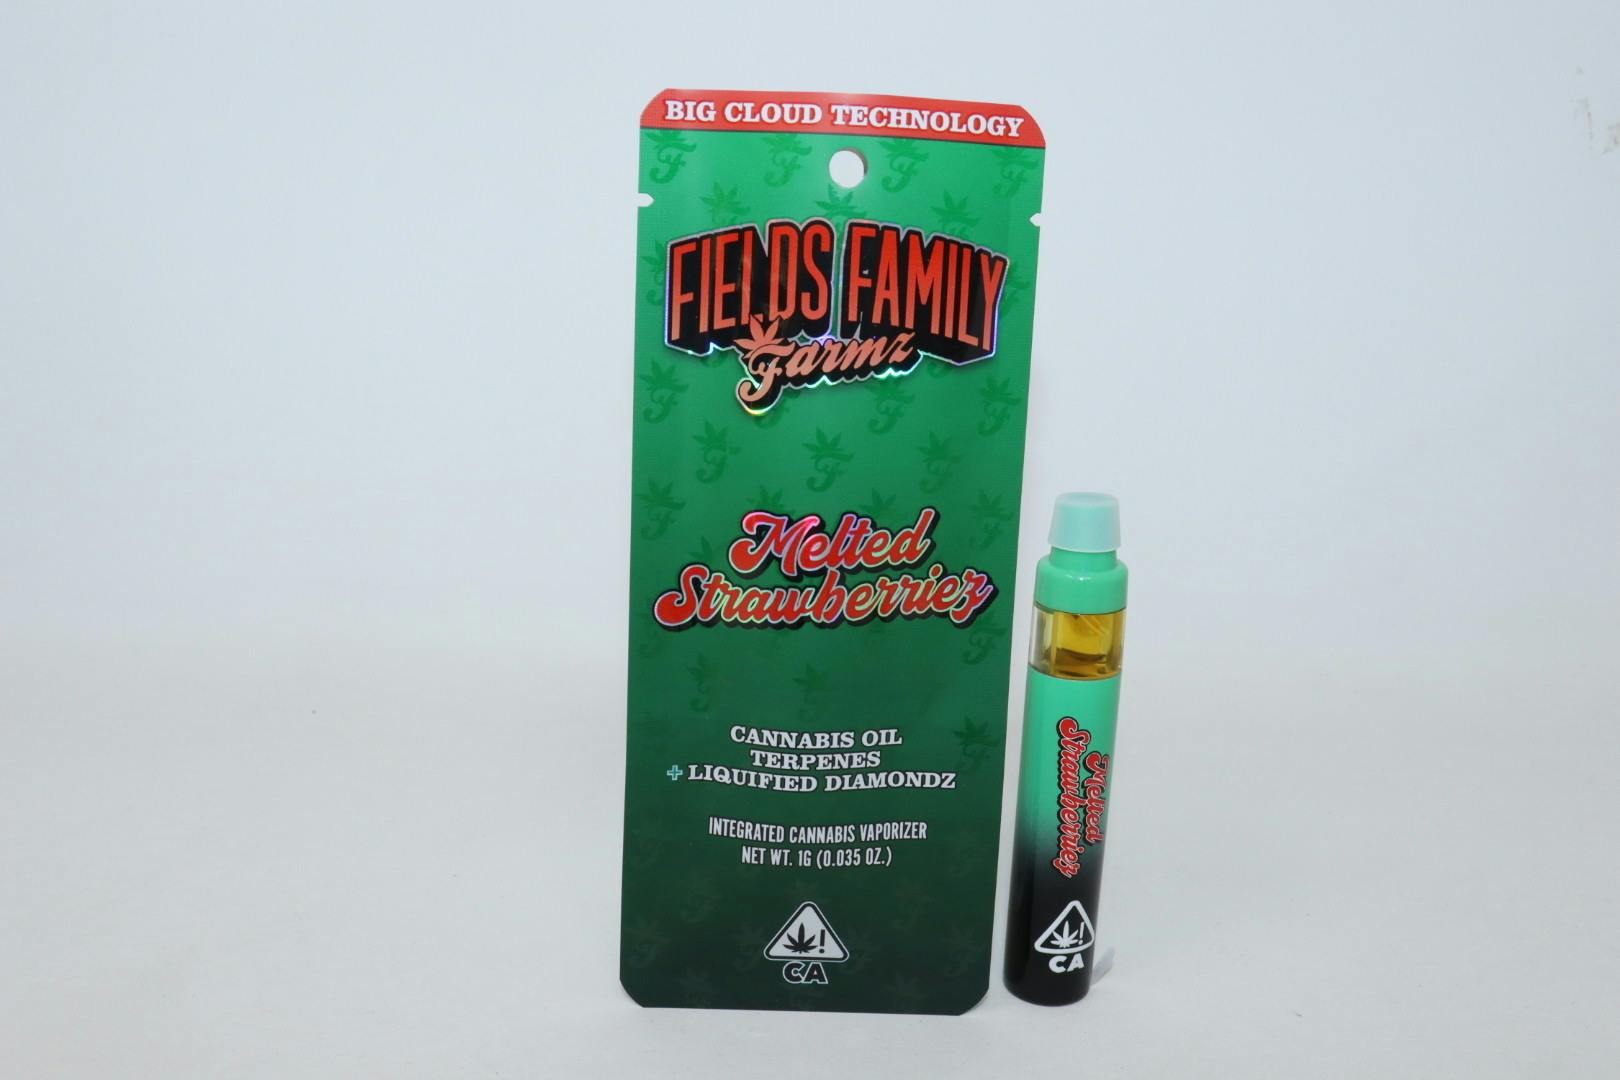 BIG CLOUD TECHNOLOGY
FIELDS FAMILY
Farmz
Melted
Strawberriez
CANNABIS OIL
TERPENES
+ LIQUIFIED DIAMONDZ
INTEGRATED CANNABIS VAPORIZER
NET WT. 1G (0.035 OZ.)
!
CA
Melted
Strawberriez
!
CA